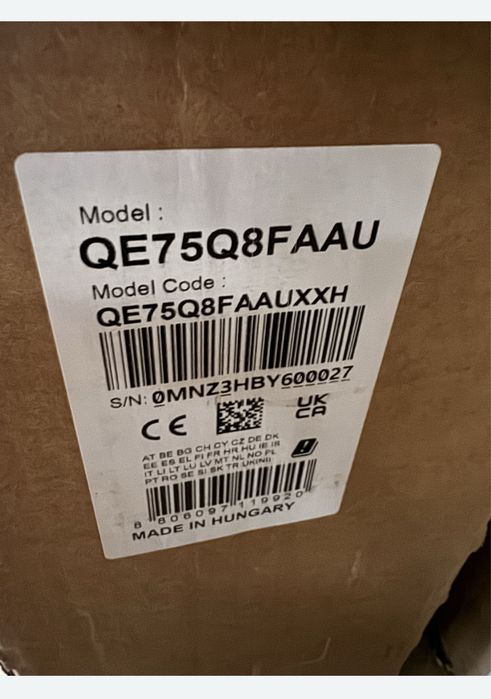 Model :
QE75Q8FAAU
Model Code :
QE75Q8FAAUXXH
S/N: 0MNZ3HBY600027
CE
UK
CA
AT BE BG CH CY CZ DE DK
EE ES EL FI FR HR HU IE IS
IT LI LT LU LV MT NL NO PL
PT RO SE SI SK TR UK(NI)
8 806097 119920
MADE IN HUNGARY